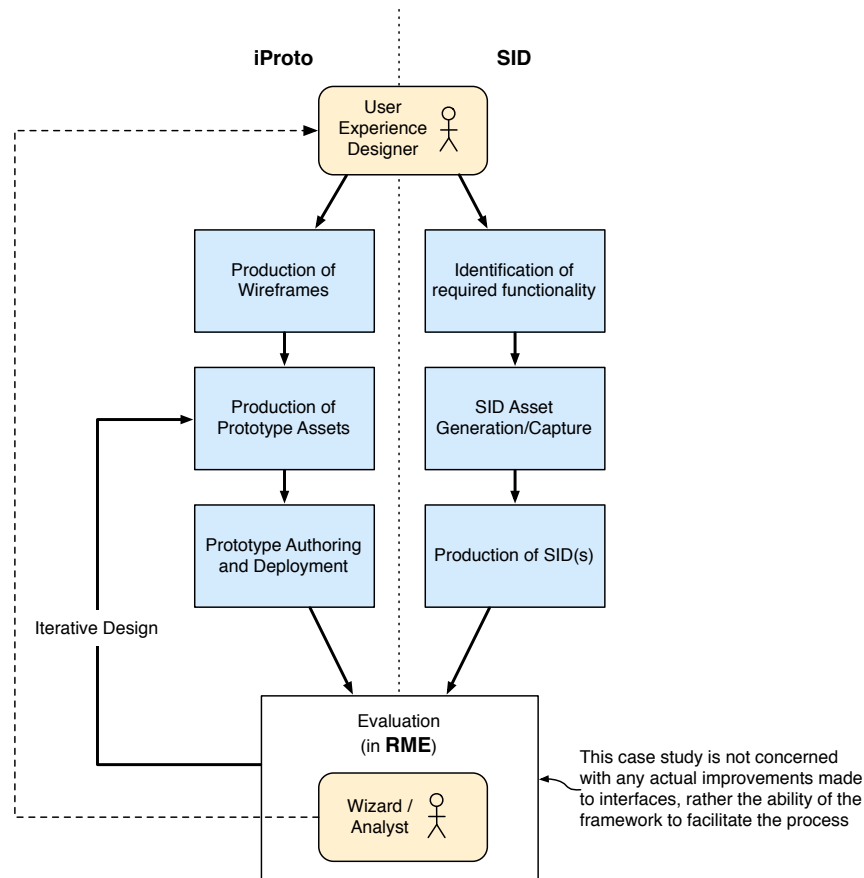 iProto
SID
User
Experience
Designer
Production of
Wireframes
Identification of
required functionality
Production of
Prototype Assets
SID Asset
Generation/Capture
Prototype Authoring
and Deployment
Production of SID(s)
Iterative Design
Evaluation
(in RME)
Wizard /
Analyst
This case study is not concerned
with any actual improvements made
to interfaces, rather the ability of the
framework to facilitate the process